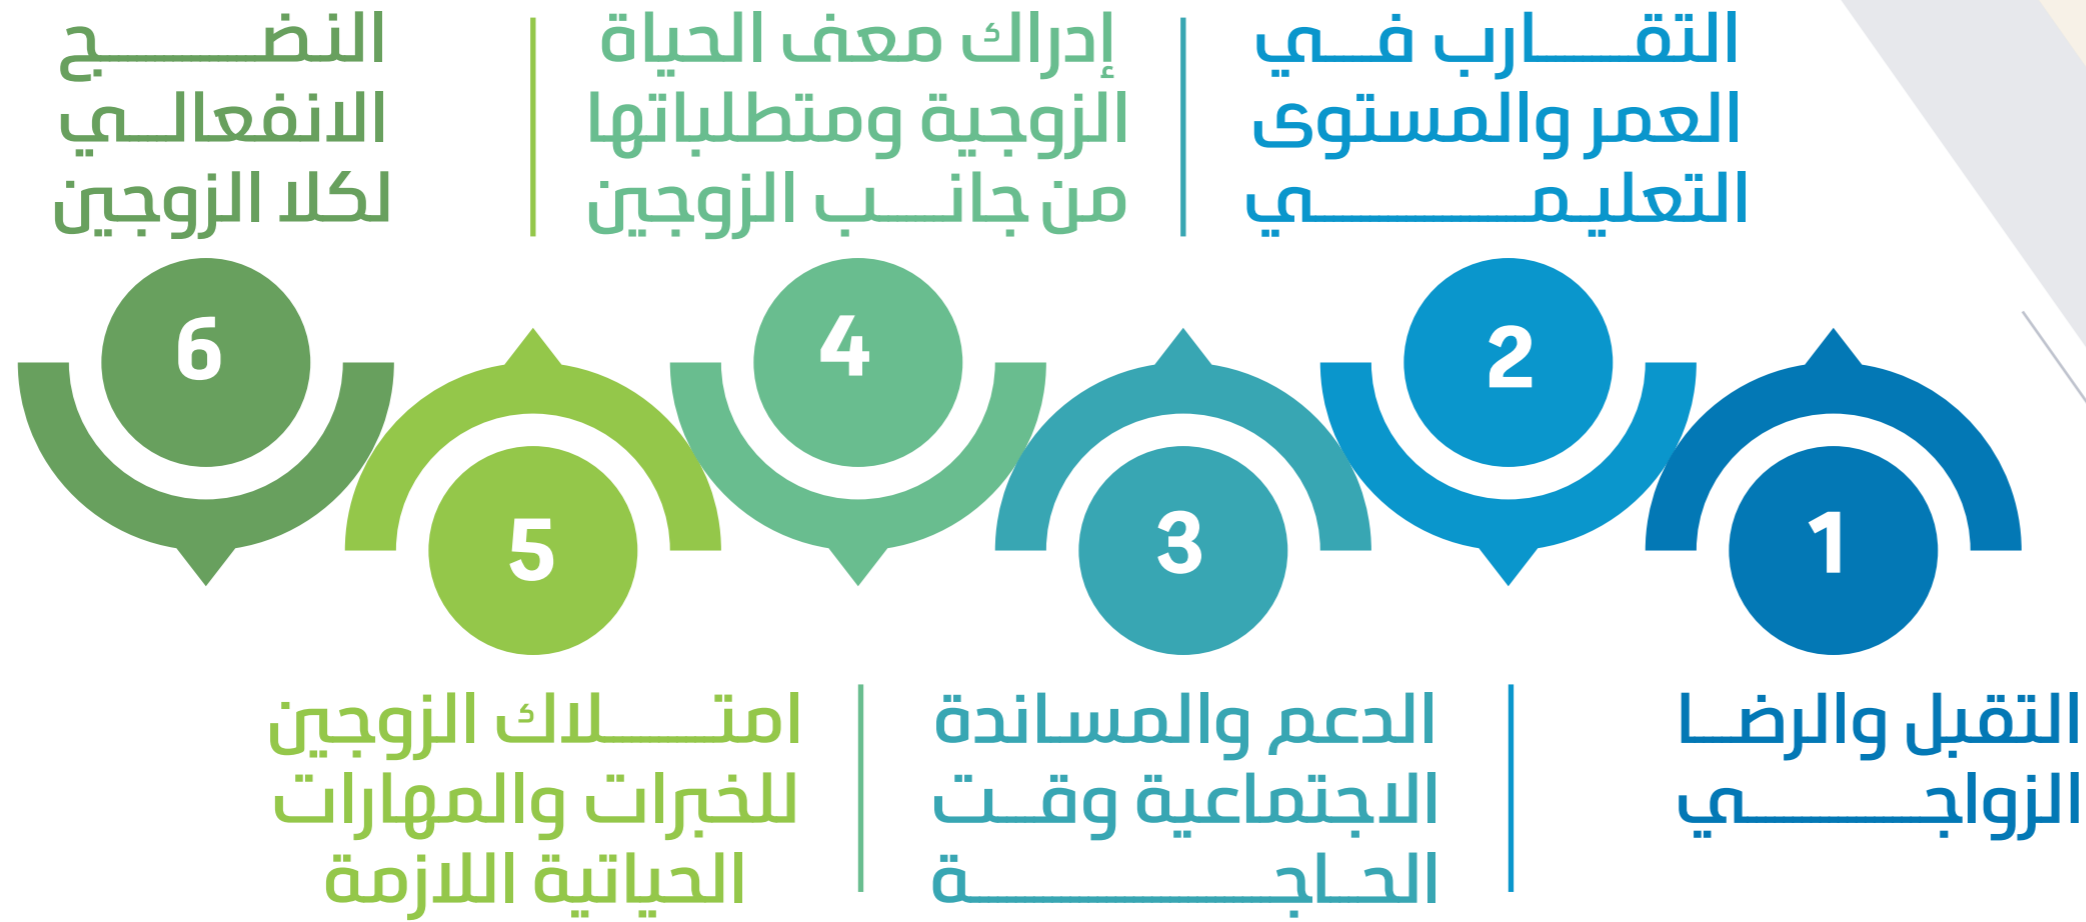 1
التقبل والرضا
الزواجي
2
التقارب في
العمر والمستوى
التعليمي
3
الدعم والمساندة
الاجتماعية وقت
الحاجة
4
إدراك معنى الحياة
الزوجية ومتطلباتها
من جانب الزوجين
5
امتلاك الزوجين
للخبرات والمهارات
الحياتية اللازمة
6
النضج
الانفعالي
لكلا الزوجين